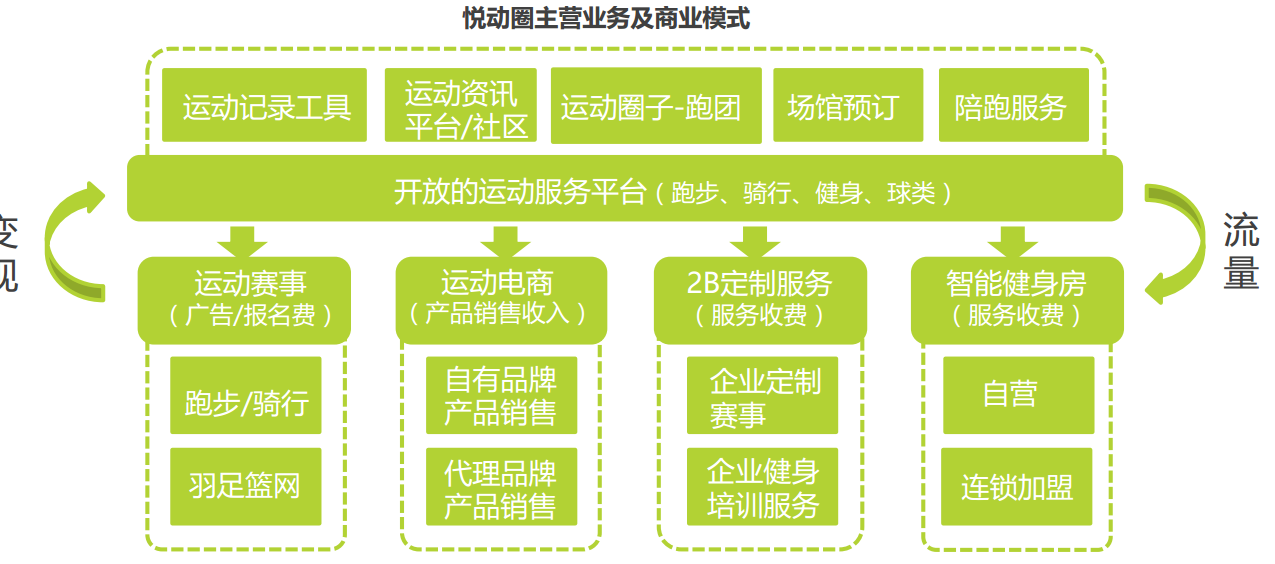 悦动圈主营业务及商业模式
运动记录工具
运动资讯
平台/社区
运动圈子-跑团
场馆预订
陪跑服务
开放的运动服务平台（跑步、骑行、健身、球类）
变
现
流
量
运动赛事
（广告/报名费）
运动电商
（产品销售收入）
2B定制服务
（服务收费）
智能健身房
（服务收费）
跑步/骑行
自有品牌
产品销售
企业定制
赛事
自营
羽足篮网
代理品牌
产品销售
企业健身
培训服务
连锁加盟